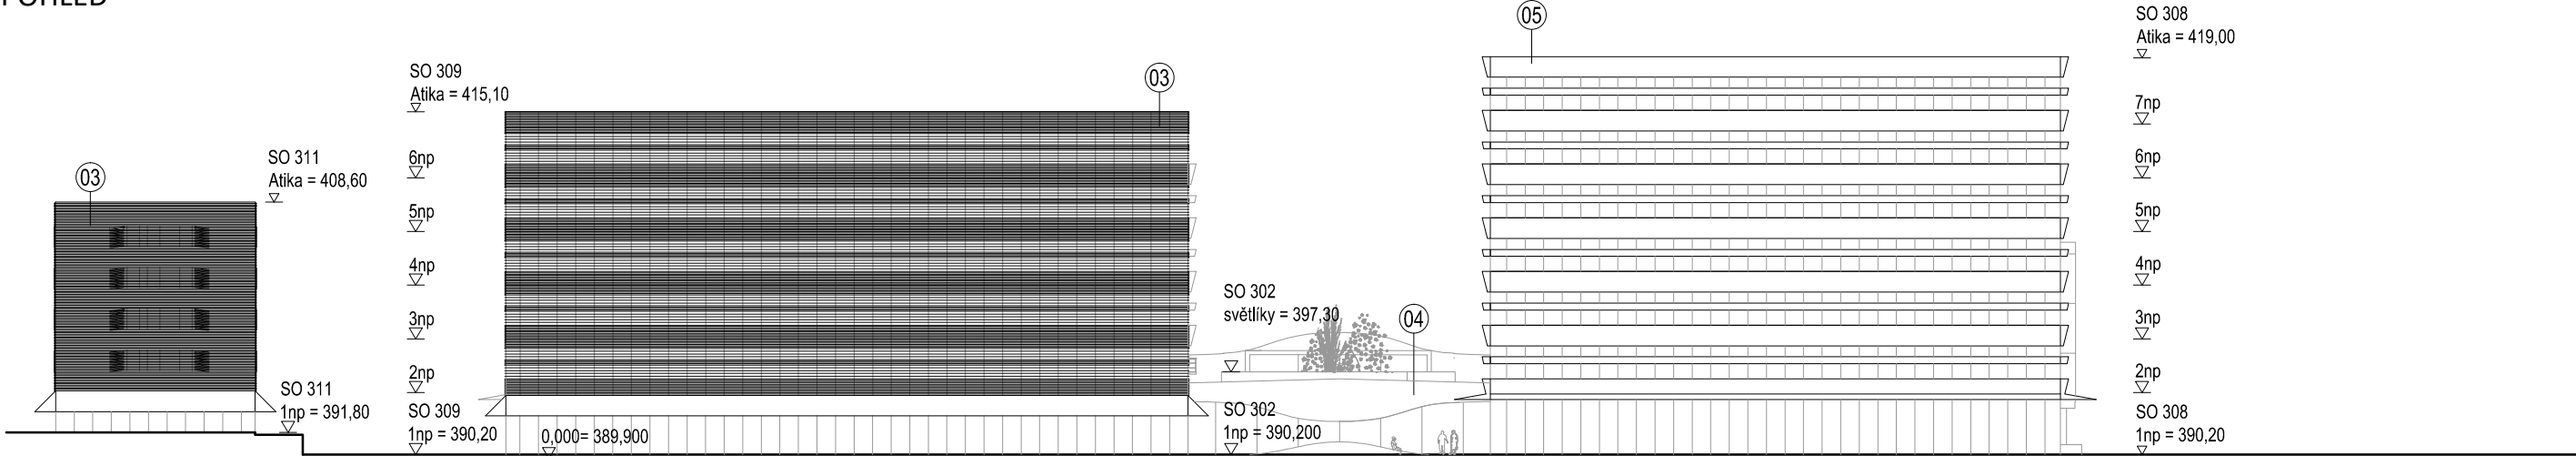 POHLED
03
SO 311
Atika = 408,60
SO 311
1np = 391,80
SO 309
Atika = 415,10
6np
5np
4np
3np
2np
SO 309
1np = 390,20
0,000= 389,900
03
SO 302
světlíky = 397,30
04
SO 302
1np = 390,200
05
SO 308
Atika = 419,00
7np
6np
5np
4np
3np
2np
SO 308
1np = 390,20